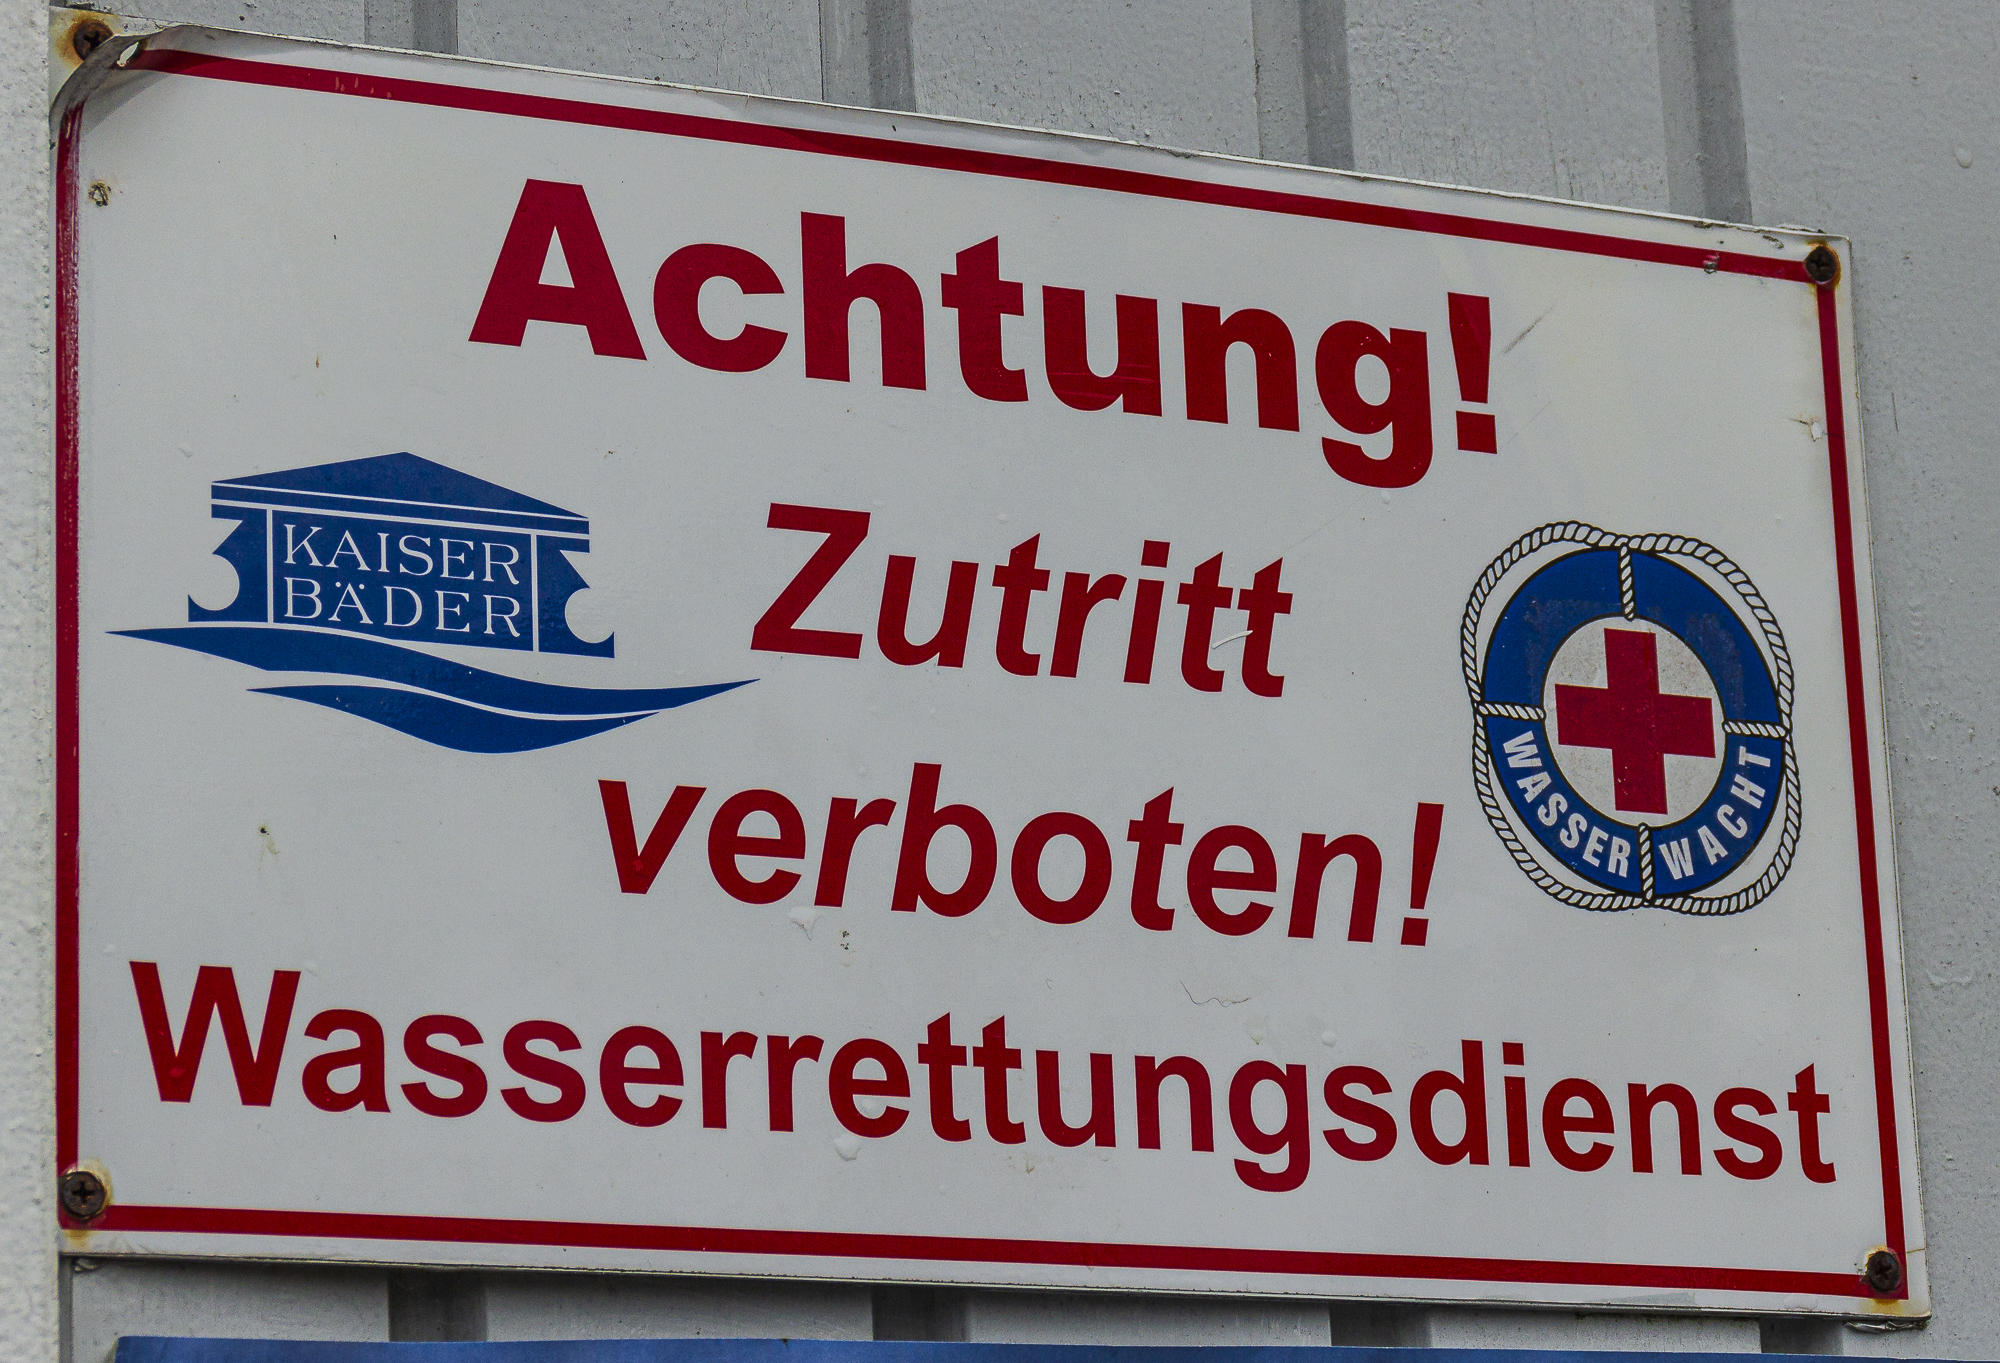 Achtung!
KAISER
BÄDER
Zutritt
verboten!
WASSER WACHT
Wasserrettungsdienst